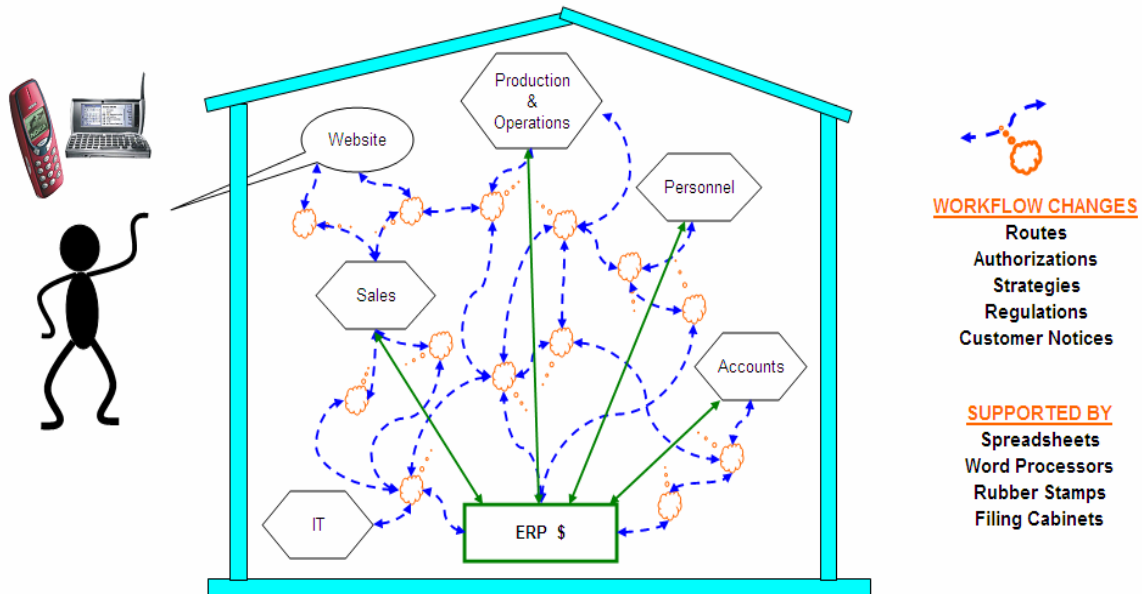 Production
&
Operations
Website
Personnel
Sales
Accounts
IT
ERP $
NOKIA
WORKFLOW CHANGES
Routes
Authorizations
Strategies
Regulations
Customer Notices
SUPPORTED BY
Spreadsheets
Word Processors
Rubber Stamps
Filing Cabinets